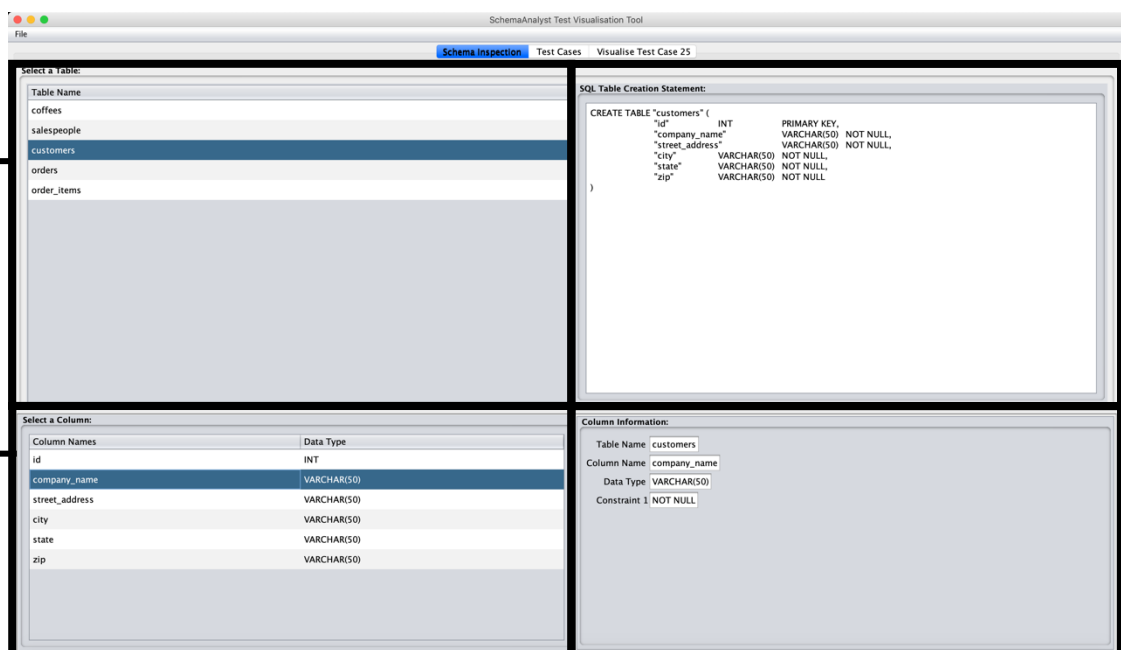 SchemaAnalyst Test Visualisation Tool
File
Schema Inspection Test Cases Visualise Test Case 25
Select a Table:
Table Name
coffees
salespeople
customers
orders
order_items
SQL Table Creation Statement:
CREATE TABLE "customers" (
"id" INT PRIMARY KEY,
"company_name" VARCHAR(50) NOT NULL,
"street_address" VARCHAR(50) NOT NULL,
"city" VARCHAR(50) NOT NULL,
"state" VARCHAR(50) NOT NULL,
"zip" VARCHAR(50) NOT NULL
)
Select a Column:
Column Names Data Type
id INT
company_name VARCHAR(50)
street_address VARCHAR(50)
city VARCHAR(50)
state VARCHAR(50)
zip VARCHAR(50)
Column Information:
Table Name customers
Column Name company_name
Data Type VARCHAR(50)
Constraint 1 NOT NULL